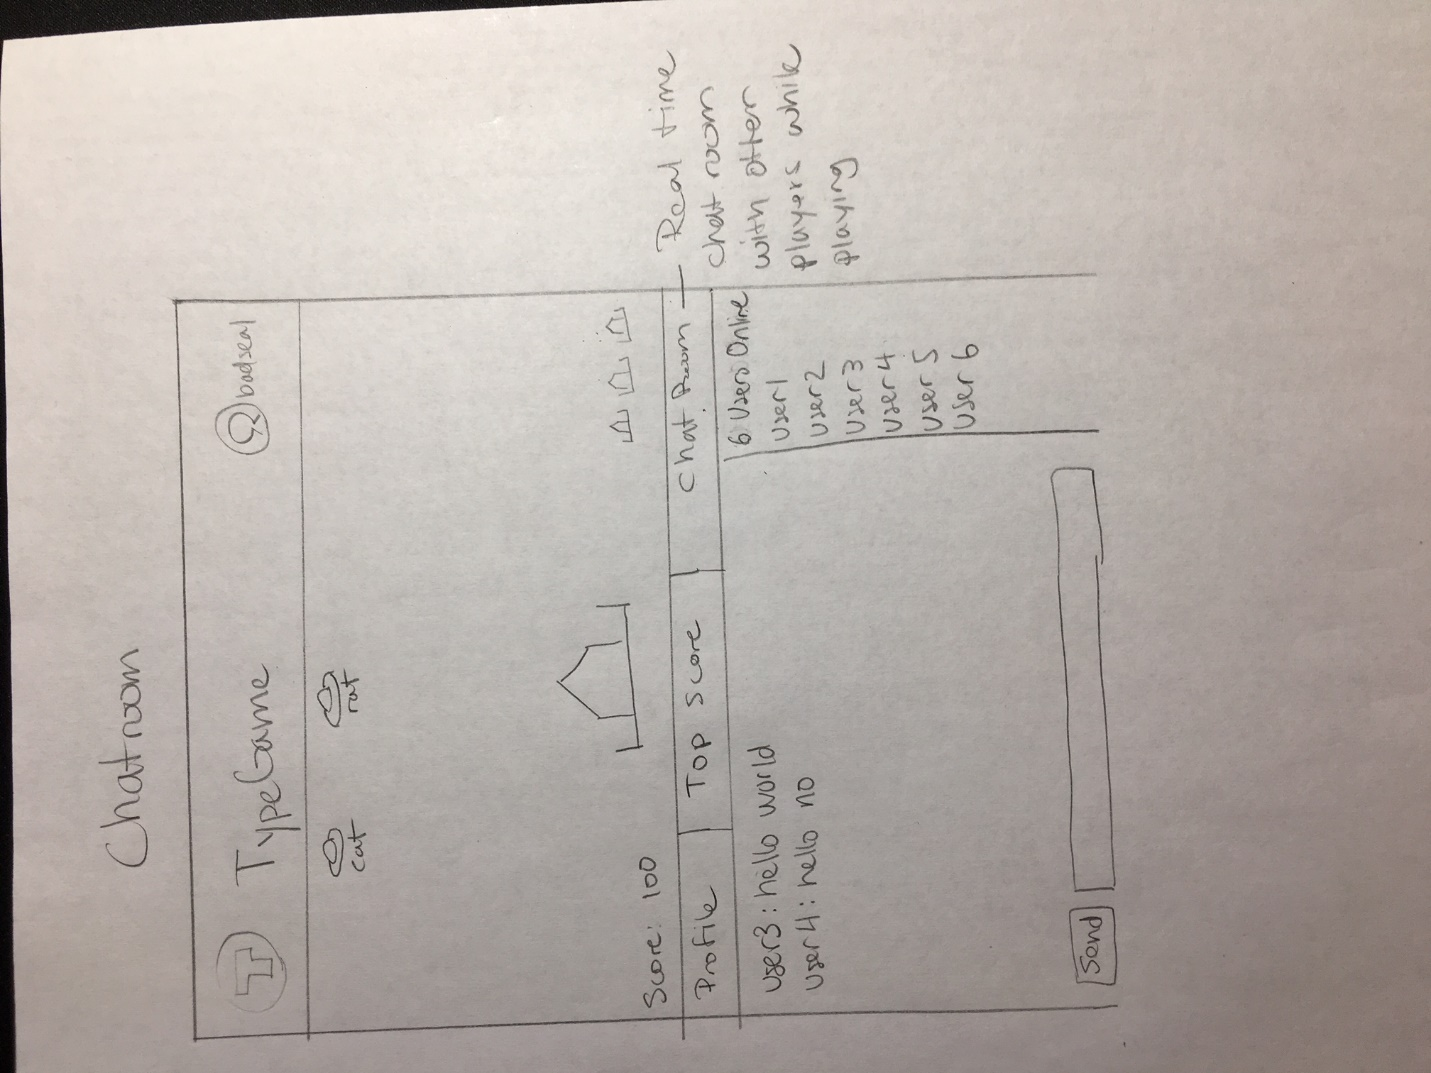 Chatroom
T TypeGame badseal
cat rat
Score: 100
Profile Top score Chat Room — Real time
chat room
with other
players while
playing
6 Users Online
user1
user2
user3
user4
user5
user6
user3: hello world
user4: hello no
Send